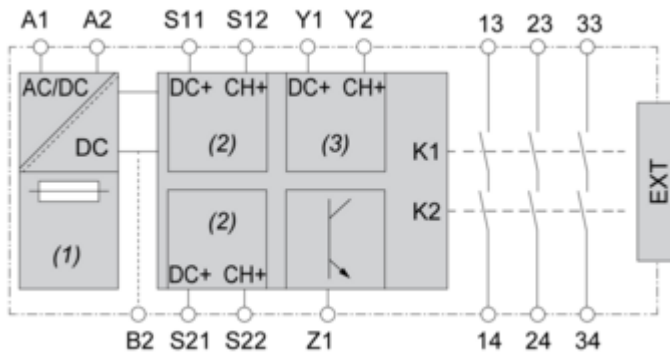 A1 A2 S11 S12 Y1 Y2 13 23 33
AC/DC DC+ CH+ DC+ CH+
DC (2) (3) K1
EXT
(2) K2
(1) DC+ CH+
B2 S21 S22 Z1 14 24 34